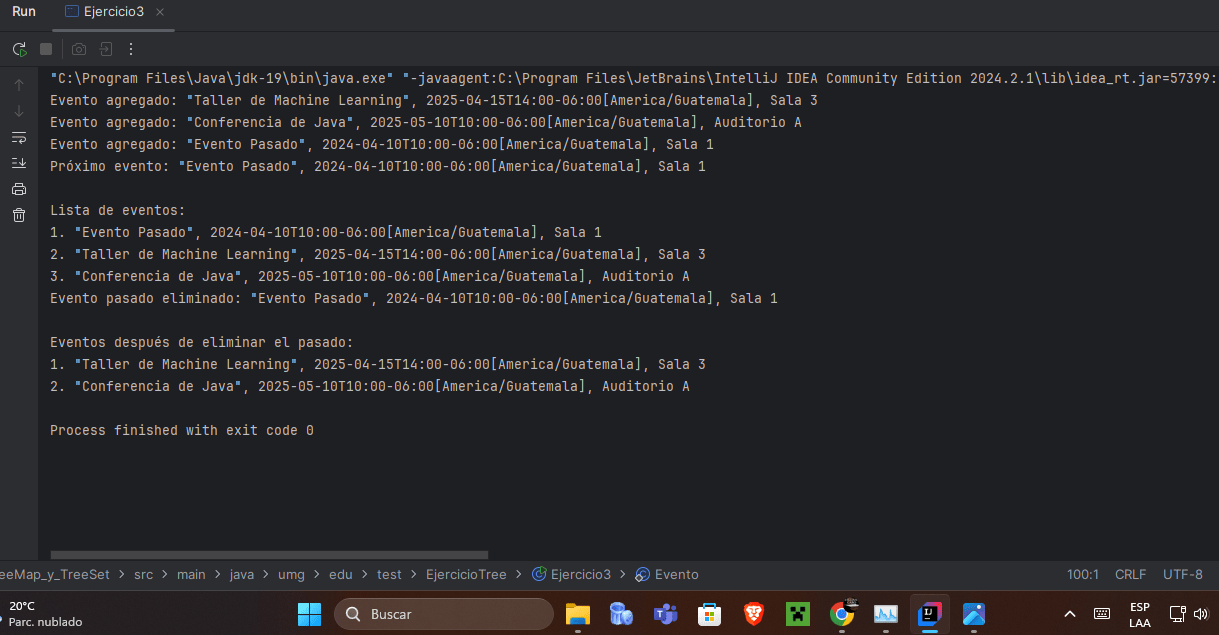 Run Ejercicio3
"C:\Program Files\Java\jdk-19\bin\java.exe" "-javaagent:C:\Program Files\JetBrains\IntelliJ IDEA Community Edition 2024.2.1\lib\idea_rt.jar=57399:
Evento agregado: "Taller de Machine Learning", 2025-04-15T14:00-06:00[America/Guatemala], Sala 3
Evento agregado: "Conferencia de Java", 2025-05-10T10:00-06:00[America/Guatemala], Auditorio A
Evento agregado: "Evento Pasado", 2024-04-10T10:00-06:00[America/Guatemala], Sala 1
Próximo evento: "Evento Pasado", 2024-04-10T10:00-06:00[America/Guatemala], Sala 1
Lista de eventos:
1. "Evento Pasado", 2024-04-10T10:00-06:00[America/Guatemala], Sala 1
2. "Taller de Machine Learning", 2025-04-15T14:00-06:00[America/Guatemala], Sala 3
3. "Conferencia de Java", 2025-05-10T10:00-06:00[America/Guatemala], Auditorio A
Evento pasado eliminado: "Evento Pasado", 2024-04-10T10:00-06:00[America/Guatemala], Sala 1
Eventos después de eliminar el pasado:
1. "Taller de Machine Learning", 2025-04-15T14:00-06:00[America/Guatemala], Sala 3
2. "Conferencia de Java", 2025-05-10T10:00-06:00[America/Guatemala], Auditorio A
Process finished with exit code 0
eeMap_y_TreeSet > src > main > java > umg > edu > test > EjercicioTree > Ejercicio3 > Evento 100:1 CRLF UTF-8
20°C
Parc. nublado
Buscar
ESP
LAA